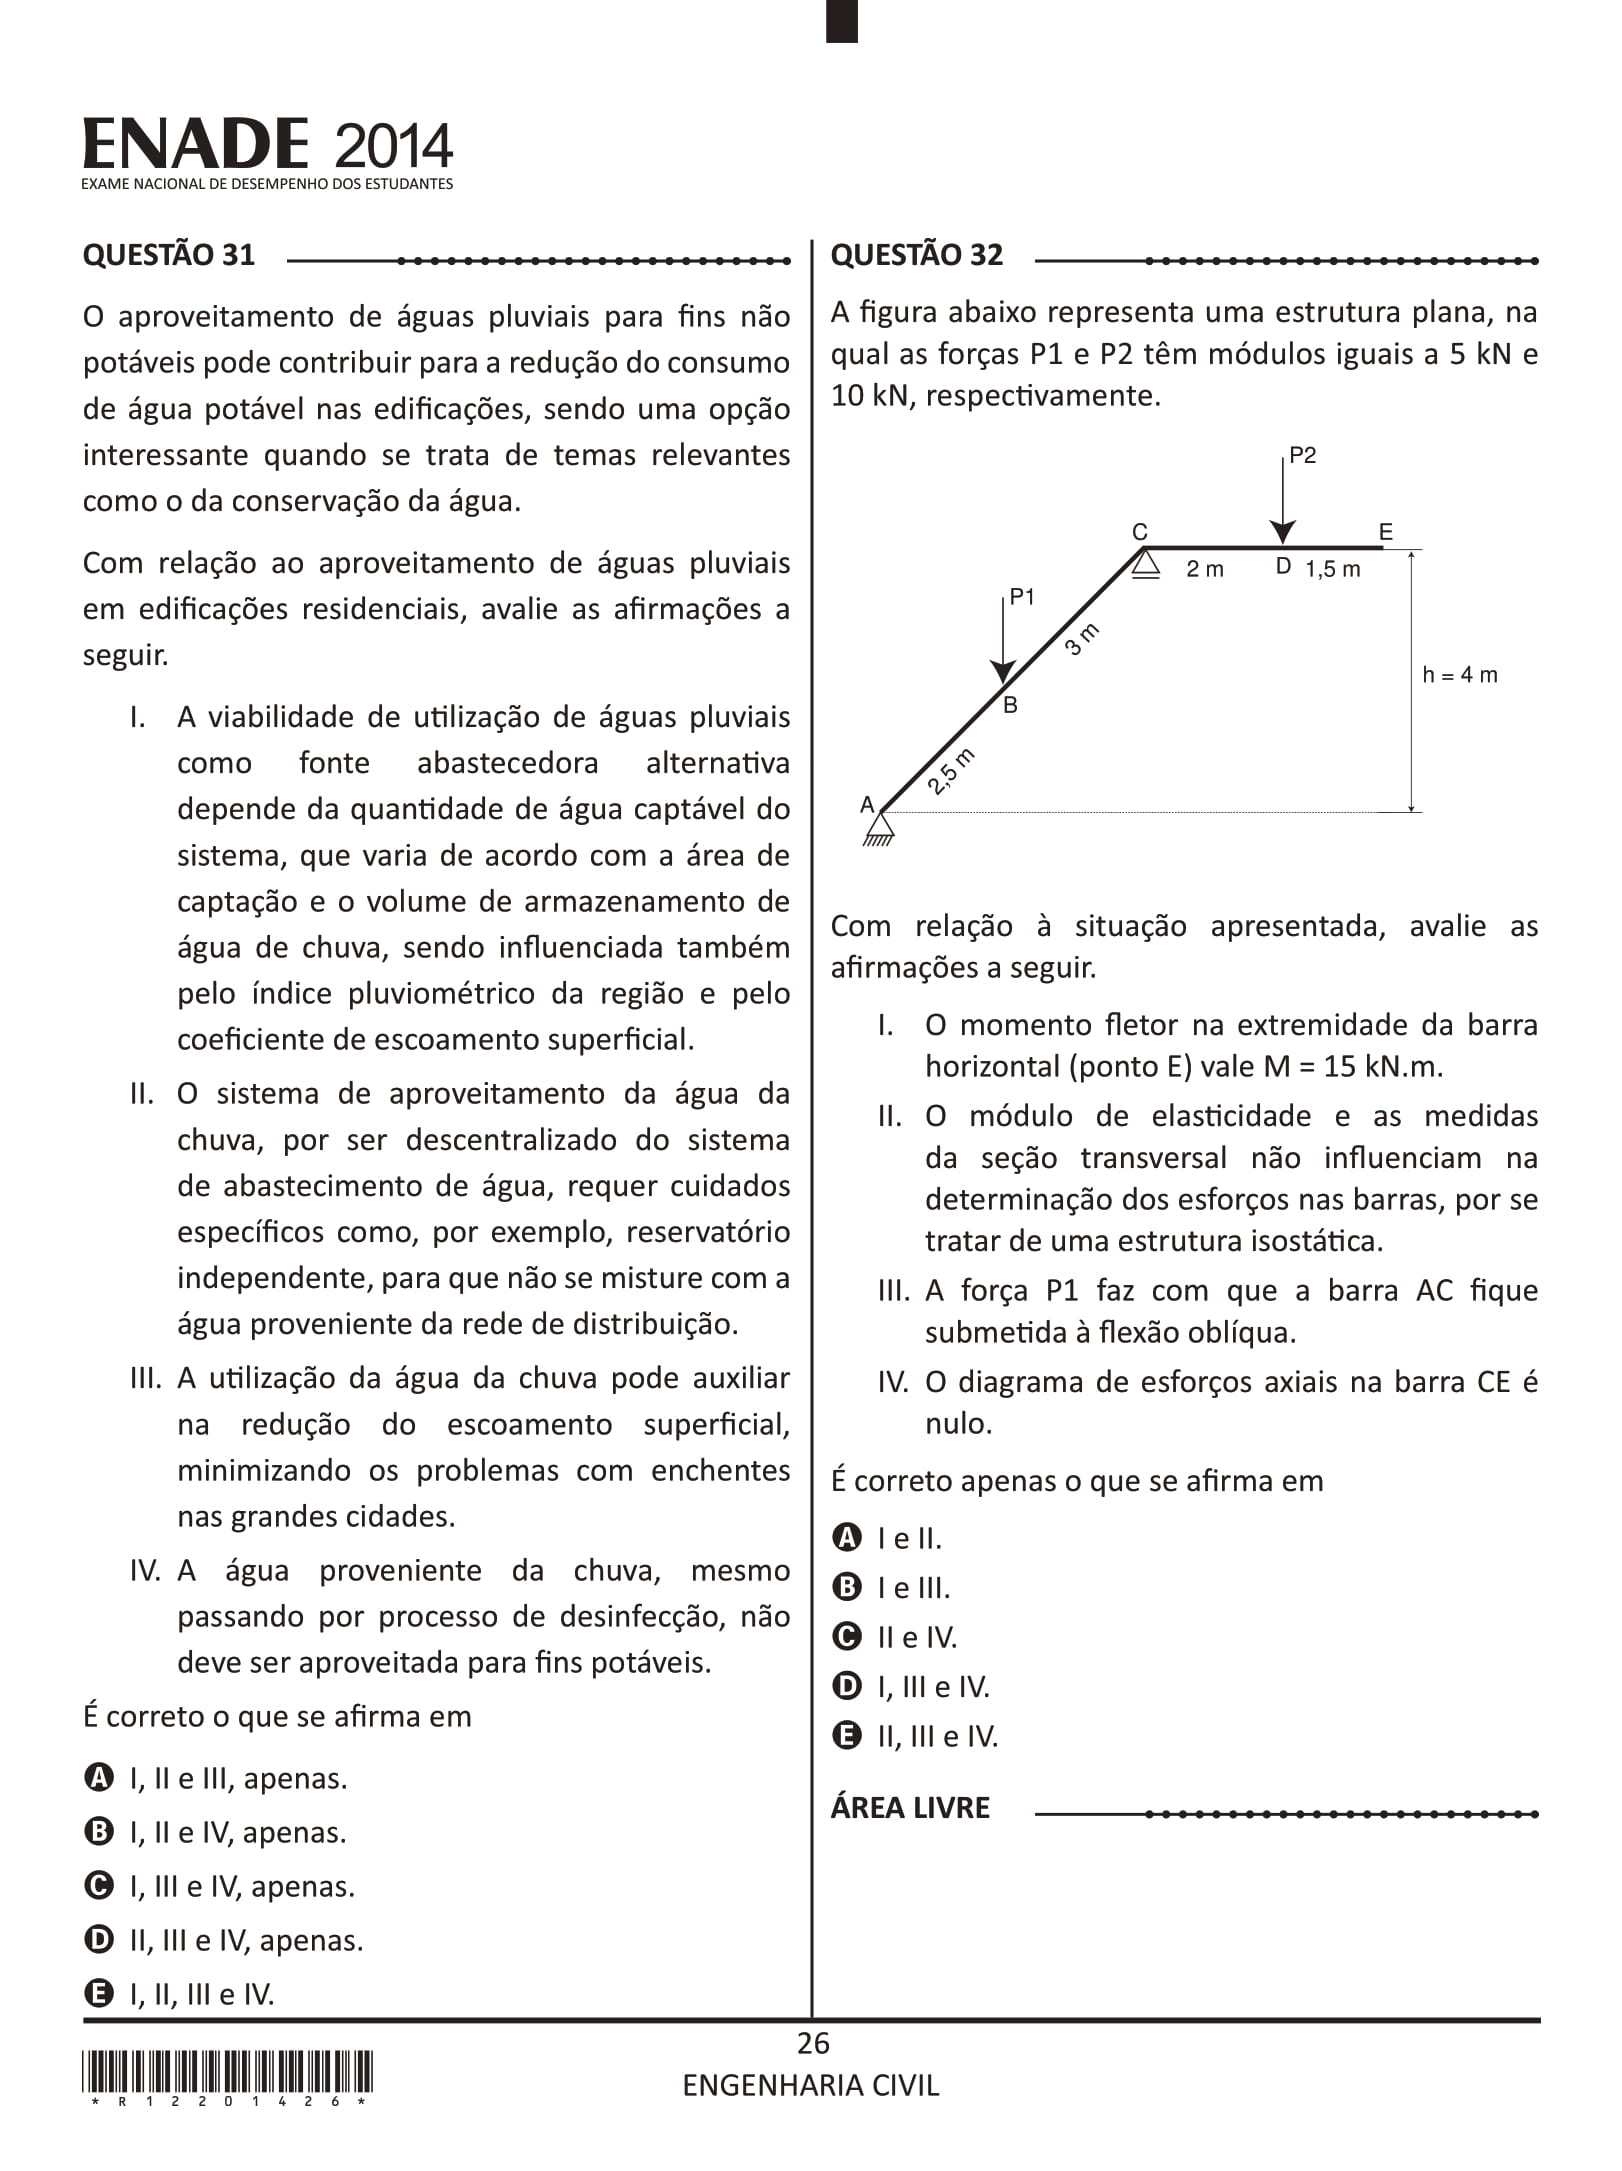 ENADE 2014
EXAME NACIONAL DE DESEMPENHO DOS ESTUDANTES
QUESTÃO 31
O aproveitamento de águas pluviais para fins não
potáveis pode contribuir para a redução do consumo
de água potável nas edificações, sendo uma opção
interessante quando se trata de temas relevantes
como o da conservação da água.
Com relação ao aproveitamento de águas pluviais
em edificações residenciais, avalie as afirmações a
seguir.
I. A viabilidade de utilização de águas pluviais
como fonte abastecedora alternativa
depende da quantidade de água captável do
sistema, que varia de acordo com a área de
captação e o volume de armazenamento de
água de chuva, sendo influenciada também
pelo índice pluviométrico da região e pelo
coeficiente de escoamento superficial.
II. O sistema de aproveitamento da água da
chuva, por ser descentralizado do sistema
de abastecimento de água, requer cuidados
específicos como, por exemplo, reservatório
independente, para que não se misture com a
água proveniente da rede de distribuição.
III. A utilização da água da chuva pode auxiliar
na redução do escoamento superficial,
minimizando os problemas com enchentes
nas grandes cidades.
IV. A água proveniente da chuva, mesmo
passando por processo de desinfecção, não
deve ser aproveitada para fins potáveis.
É correto o que se afirma em
A I, II e III, apenas.
B I, II e IV, apenas.
C I, III e IV, apenas.
D II, III e IV, apenas.
E I, II, III e IV.
QUESTÃO 32
A figura abaixo representa uma estrutura plana, na
qual as forças P1 e P2 têm módulos iguais a 5 kN e
10 kN, respectivamente.
P2
C
E
2 m
D
1,5 m
P1
3 m
h = 4 m
B
2,5 m
A
Com relação à situação apresentada, avalie as
afirmações a seguir.
I. O momento fletor na extremidade da barra
horizontal (ponto E) vale M = 15 kN.m.
II. O módulo de elasticidade e as medidas
da seção transversal não influenciam na
determinação dos esforços nas barras, por se
tratar de uma estrutura isostática.
III. A força P1 faz com que a barra AC fique
submetida à flexão oblíqua.
IV. O diagrama de esforços axiais na barra CE é
nulo.
É correto apenas o que se afirma em
A I e II.
B I e III.
C II e IV.
D I, III e IV.
E II, III e IV.
ÁREA LIVRE
26
ENGENHARIA CIVIL
* R 1 2 2 0 1 4 2 6 *